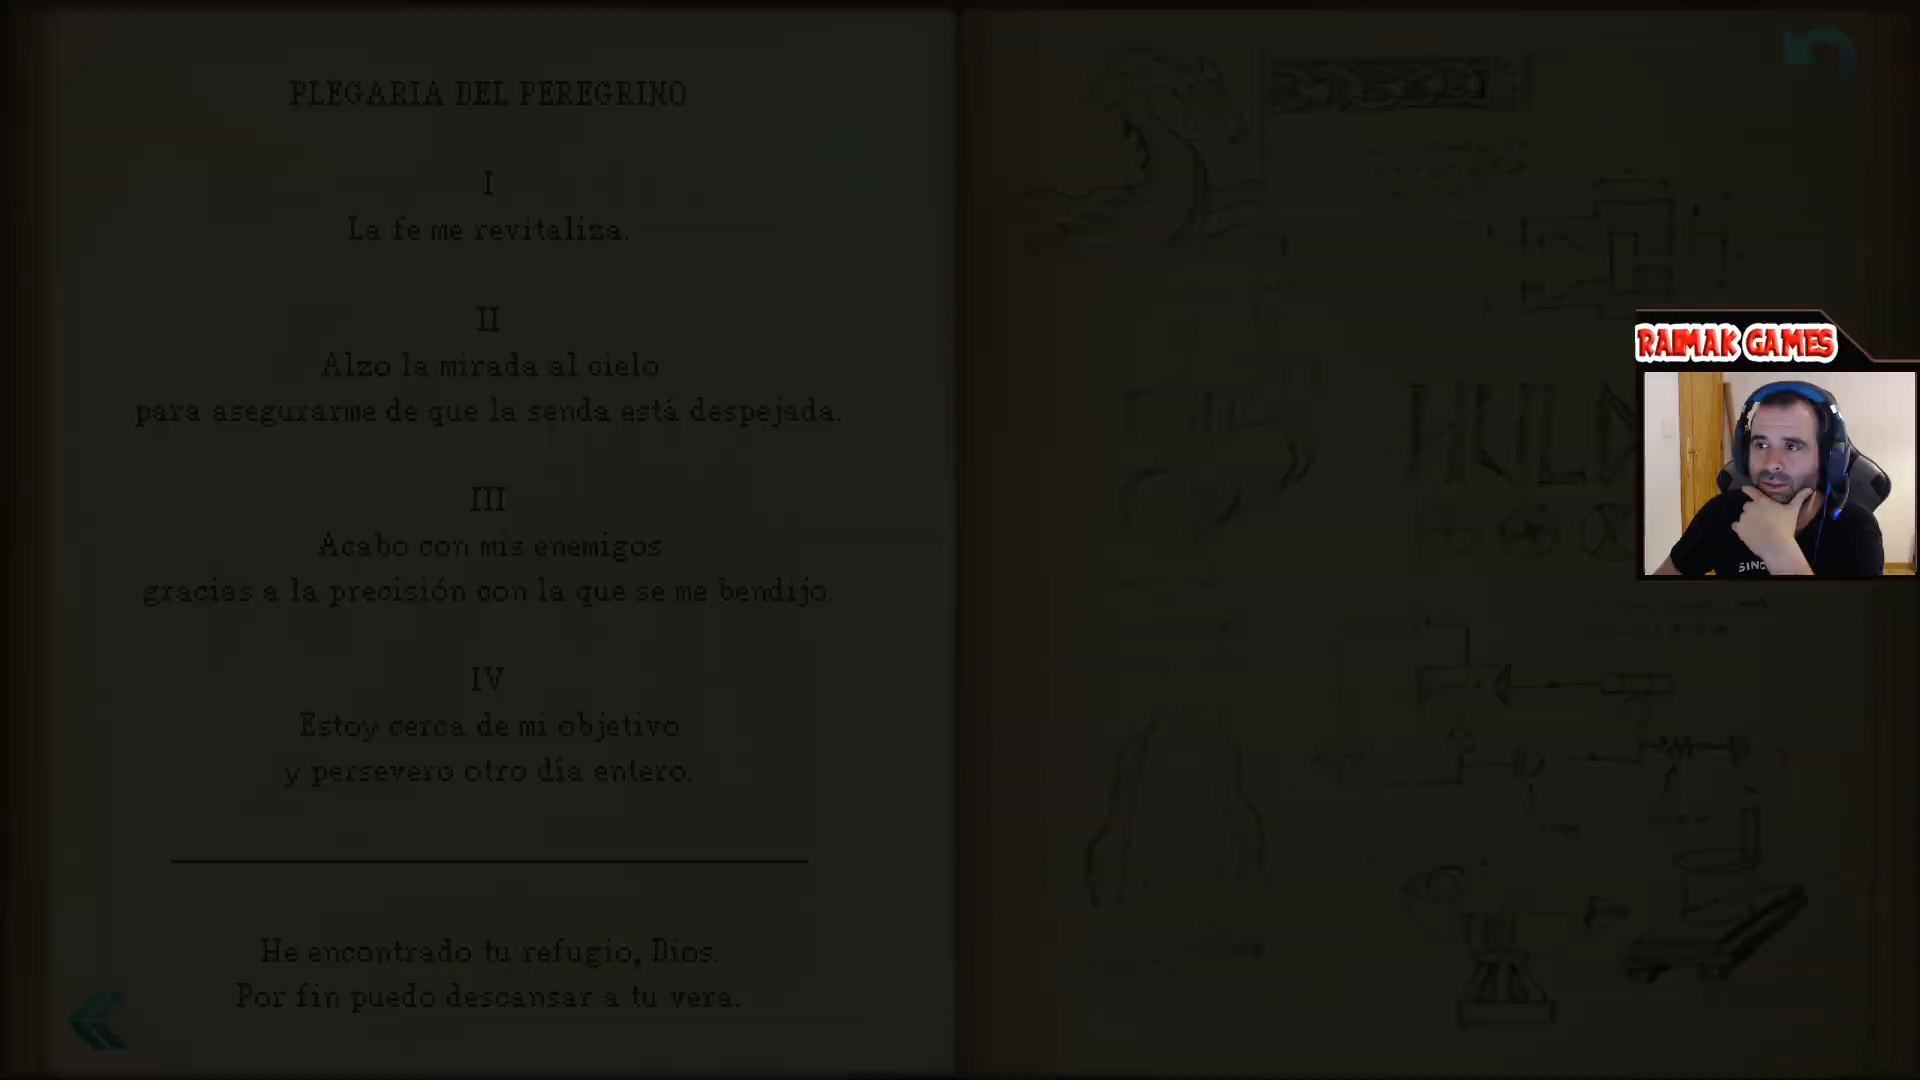 PLEGARIA DEL PEREGRINO
I
La fe me revitaliza.
II
Alzo la mirada al cielo
para asegurarme de que la senda está despejada.
III
Acabo con mis enemigos
gracias a la precisión con la que se me bendijo.
IV
Estoy cerca de mi objetivo
y persevero otro día entero.
He encontrado tu refugio, Dios.
Por fin puedo descansar a tu vera.
RAIMAK GAMES